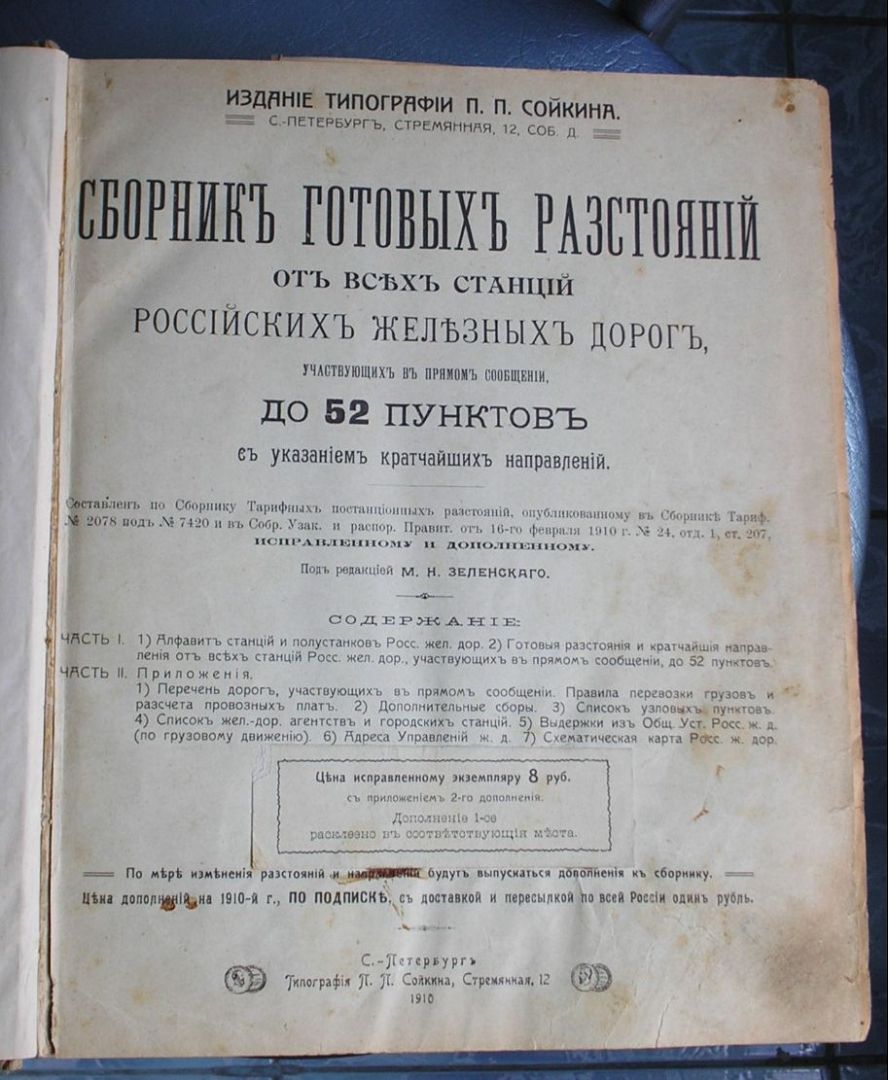 ИЗДАНІЕ ТИПОГРАФІИ П. П. СОЙКИНА.
С.-ПЕТЕРБУРГЪ, СТРЕМЯННАЯ, 12, СОБ. Д.
СБОРНИКЪ ГОТОВЫХЪ РАЗСТОЯНІЙ
ОТЪ ВСѢХЪ СТАНЦІЙ
РОССІЙСКИХЪ ЖЕЛѢЗНЫХЪ ДОРОГЪ,
УЧАСТВУЮЩИХЪ ВЪ ПРЯМОМЪ СООБЩЕНІИ,
ДО 52 ПУНКТОВЪ
съ указаніемъ кратчайшихъ направленій.
Составленъ по Сборнику Тарифныхъ постанціонныхъ разстояній, опубликованному въ Сборникѣ Тариф.
№ 2078 подъ № 7420 и въ Собр. Узак. и распор. Правит. отъ 16-го февраля 1910 г. № 24, отд. 1, ст. 207,
ИСПРАВЛЕННОМУ И ДОПОЛНЕННОМУ.
Подъ редакціей М. Н. ЗЕЛЕНСКАГО.
СОДЕРЖАНІЕ:
ЧАСТЬ I. 1) Алфавитъ станцій и полустанковъ Росс. жел. дор. 2) Готовыя разстоянія и кратчайшія направ-
ленія отъ всѣхъ станцій Росс. жел. дор., участвующихъ въ прямомъ сообщеніи, до 52 пунктовъ.
ЧАСТЬ II. Приложенія.
1) Перечень дорогъ, участвующихъ въ прямомъ сообщеніи. Правила перевозки грузовъ и
разсчета провозныхъ платъ. 2) Дополнительные сборы. 3) Списокъ узловыхъ пунктовъ.
4) Списокъ жел.-дор. агентствъ и городскихъ станцій. 5) Выдержки изъ Общ. Уст. Росс. ж. д.
(по грузовому движенію). 6) Адреса Управленій ж. д. 7) Схематическая карта Росс. ж. дор.
Цѣна исправленному экземпляру 8 руб.
съ приложеніемъ 2-го дополненія.
Дополненіе 1-ое
расклеено въ соотвѣтствующія мѣста.
По мѣрѣ измѣненія разстояній и направленій будутъ выпускаться дополненія къ сборнику.
Цѣна дополненій на 1910-й г., ПО ПОДПИСКѢ, съ доставкой и пересылкой по всей Россіи одинъ рубль.
С.-Петербургъ
Типографія П. П. Сойкина, Стремянная, 12
1910